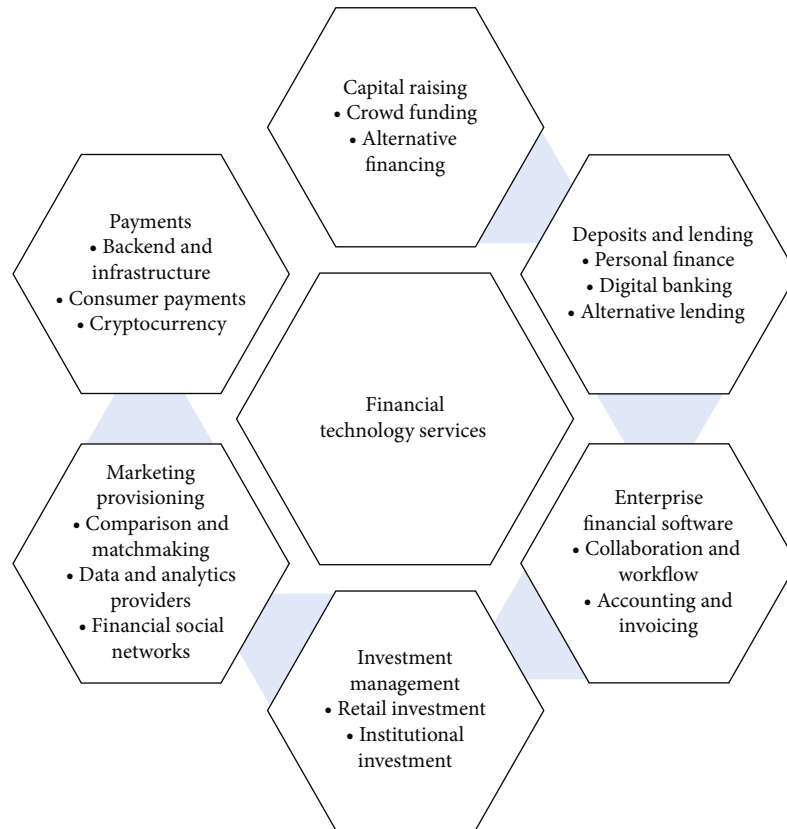 Capital raising
• Crowd funding
• Alternative
financing
Payments
• Backend and
infrastructure
• Consumer payments
• Cryptocurrency
Deposits and lending
• Personal finance
• Digital banking
• Alternative lending
Financial
technology services
Marketing
provisioning
• Comparison and
matchmaking
• Data and analytics
providers
• Financial social
networks
Enterprise
financial software
• Collaboration and
workflow
• Accounting and
invoicing
Investment
management
• Retail investment
• Institutional
investment